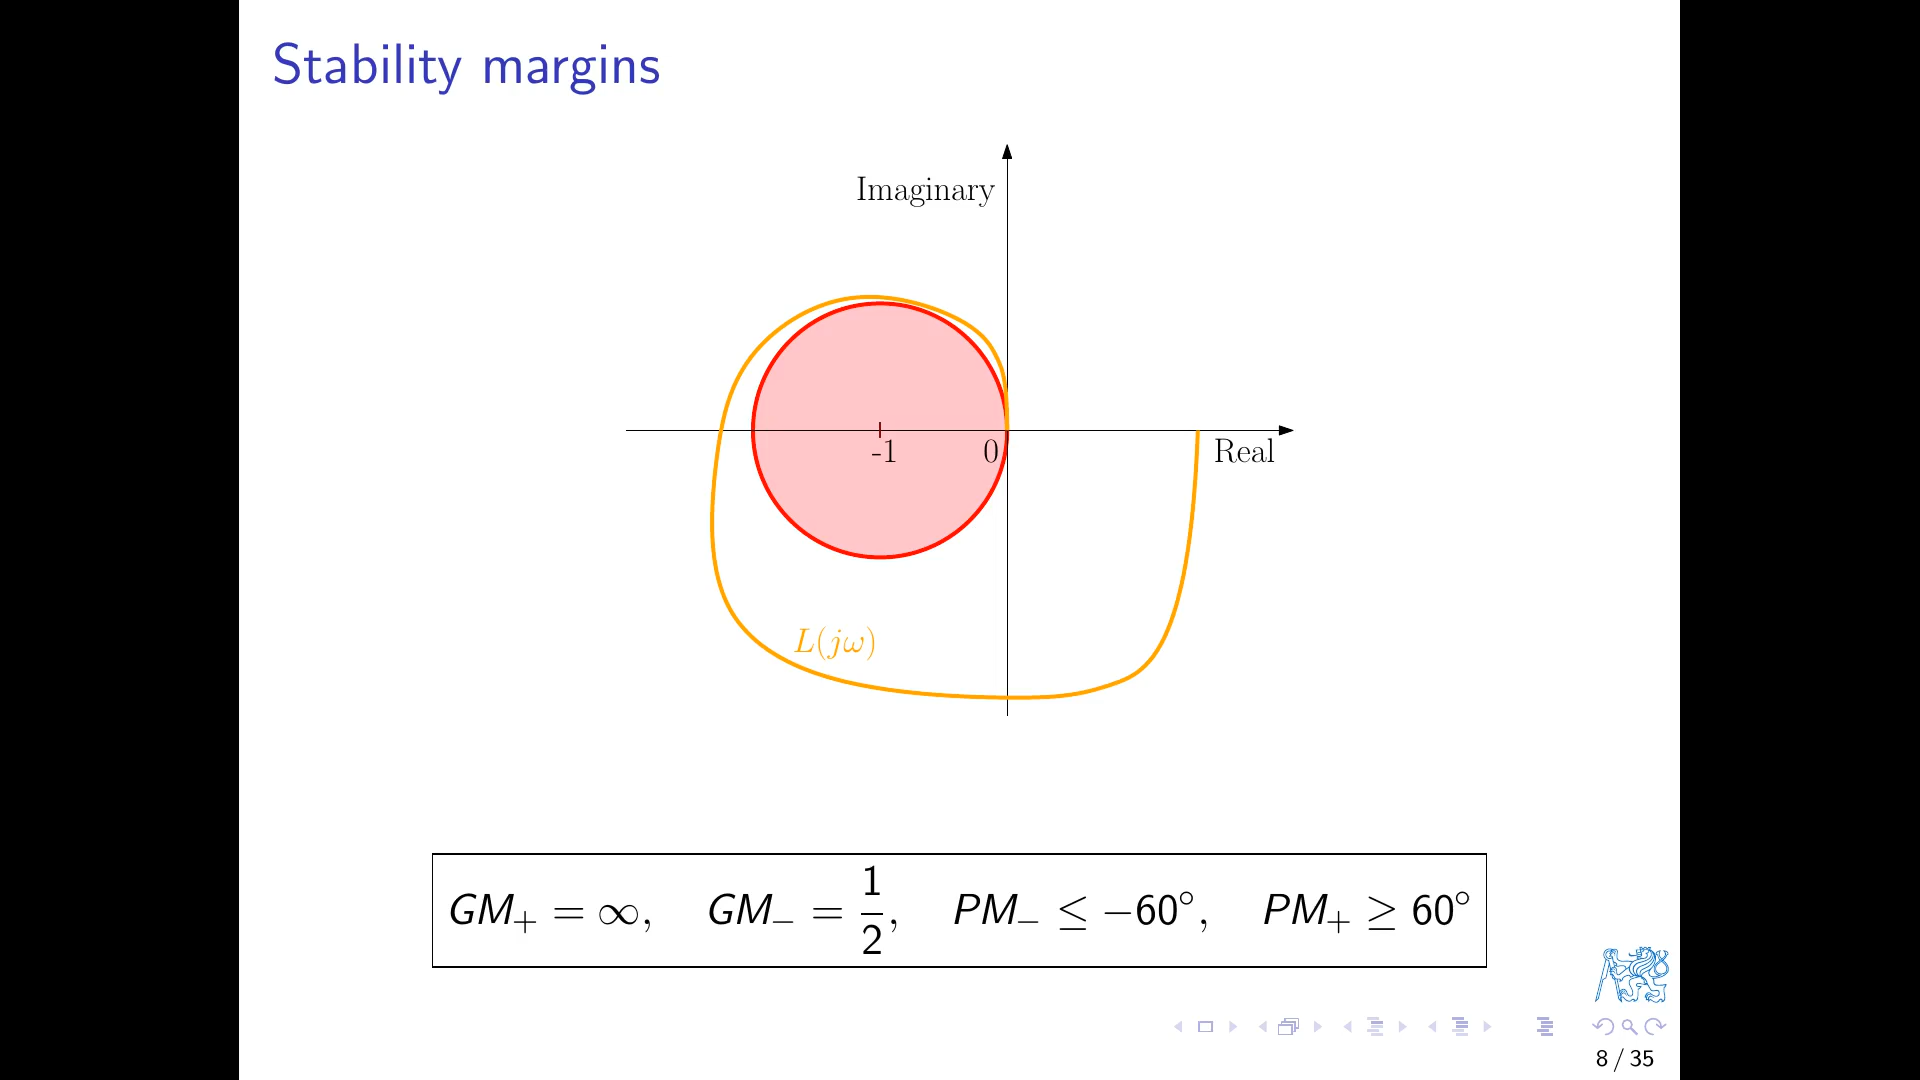 Stability margins
Imaginary
-1
0
Real
L(jω)
GM₊ = ∞, GM₋ = 1/2, PM₋ ≤ −60°, PM₊ ≥ 60°
8 / 35